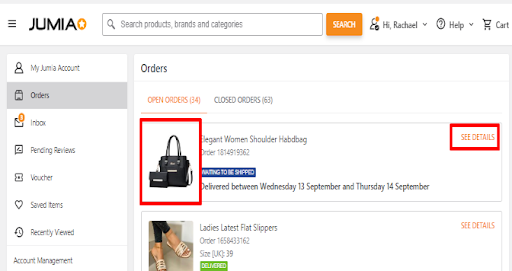 JUMIA
Search products, brands and categories
SEARCH
Hi, Rachael
Help
Cart
My Jumia Account
Orders
Inbox
Pending Reviews
Voucher
Saved Items
Recently Viewed
Account Management
Orders
OPEN ORDERS (34) CLOSED ORDERS (63)
Elegant Women Shoulder Habdbag
SEE DETAILS
Order 1814919362
WAITING TO BE SHIPPED
Delivered between Wednesday 13 September and Thursday 14 September
Ladies Latest Flat Slippers
SEE DETAILS
Order 1658433162
Size [UK]: 39
DELIVERED